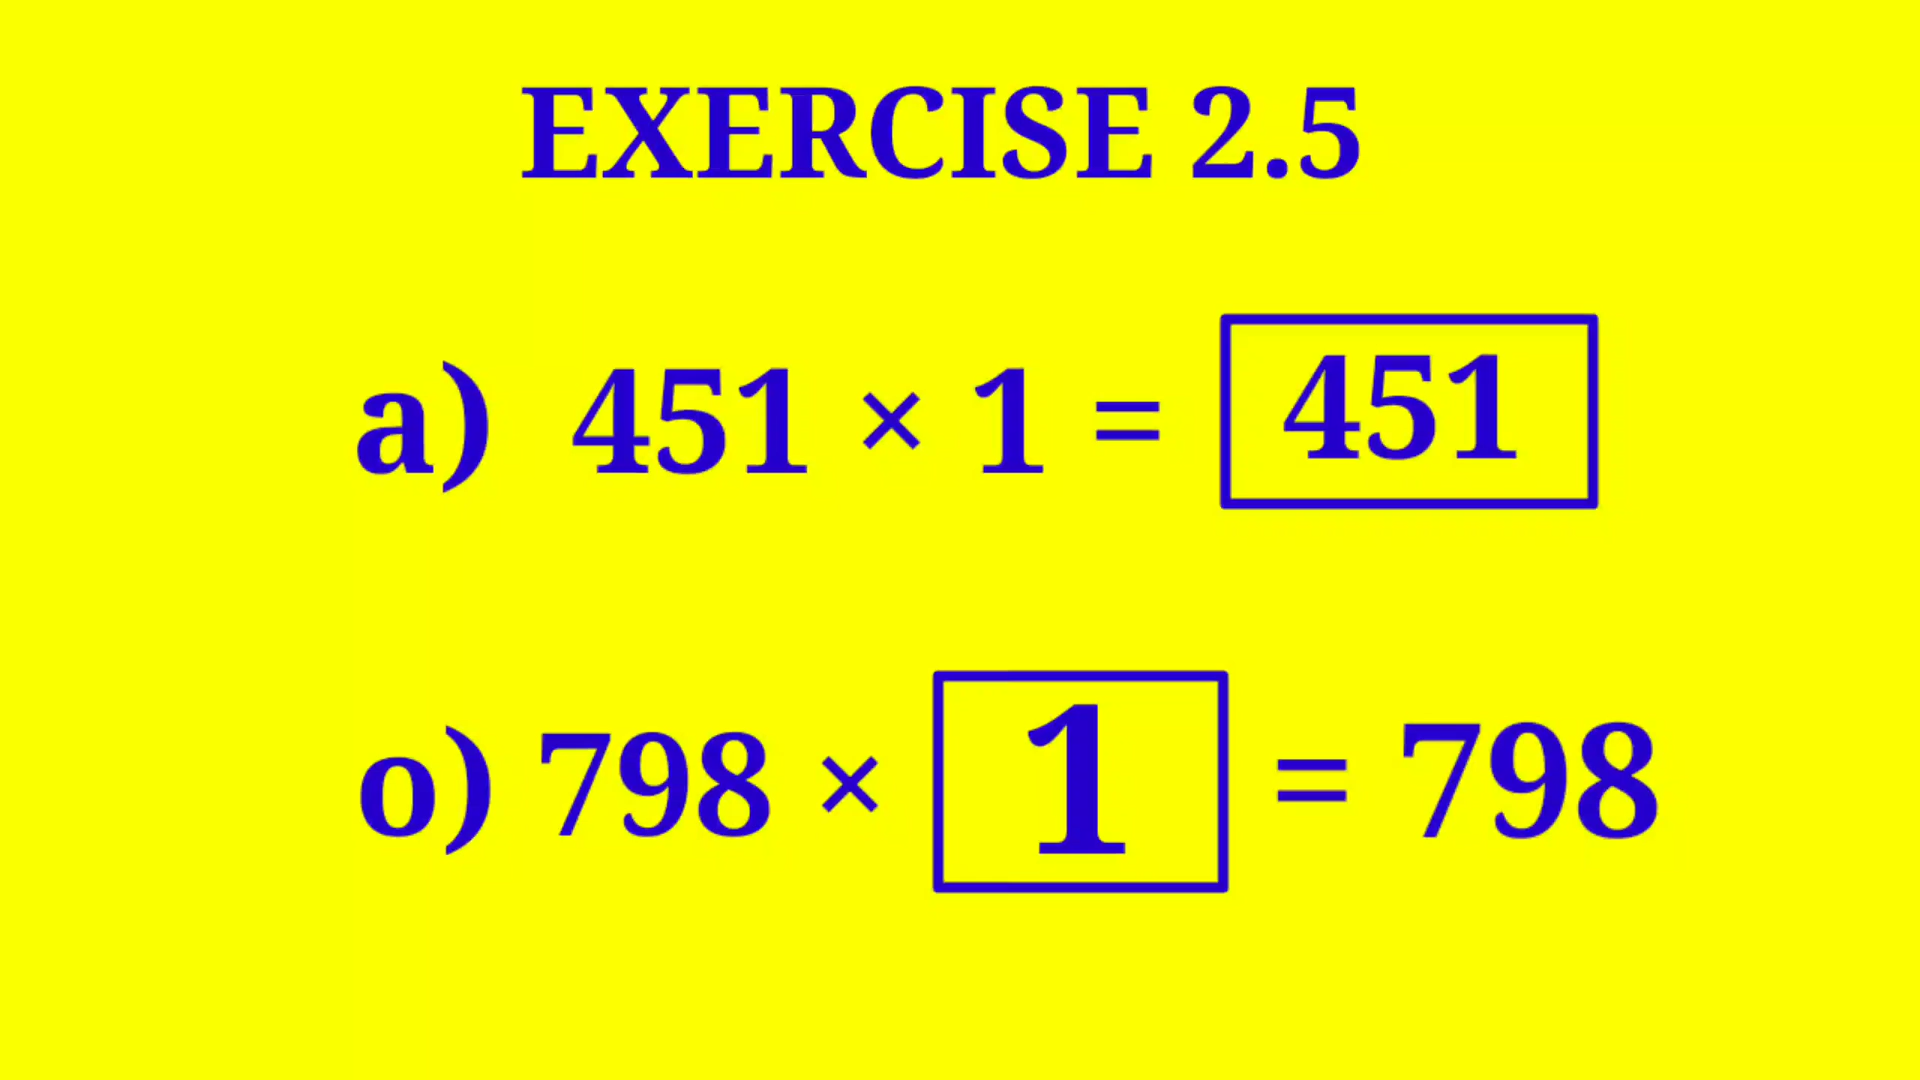 EXERCISE 2.5
a) 451 × 1 = 451
o) 798 × 1 = 798